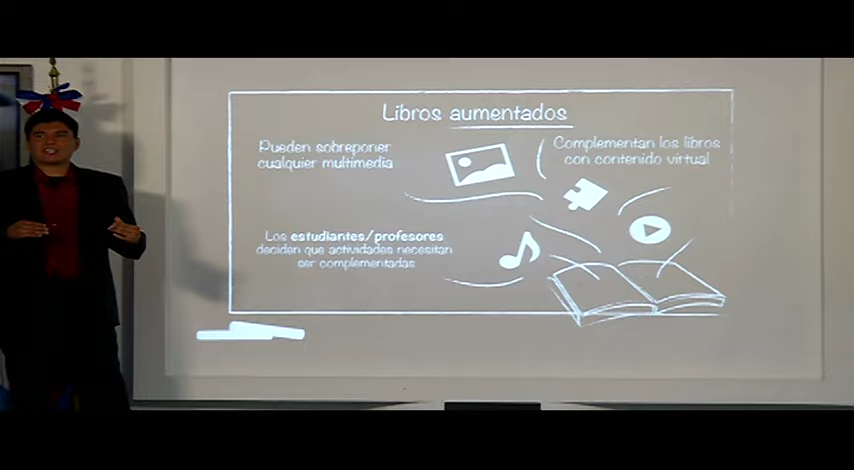 Libros aumentados
Pueden sobreponer
cualquier multimedia
Complementan los libros
con contenido virtual
Los estudiantes/profesores
deciden que actividades necesitan
ser complementadas